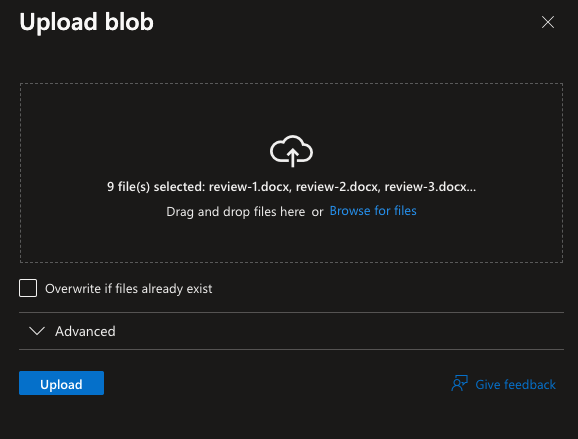 Upload blob
9 file(s) selected: review-1.docx, review-2.docx, review-3.docx...
Drag and drop files here or Browse for files
Overwrite if files already exist
Advanced
Upload
Give feedback